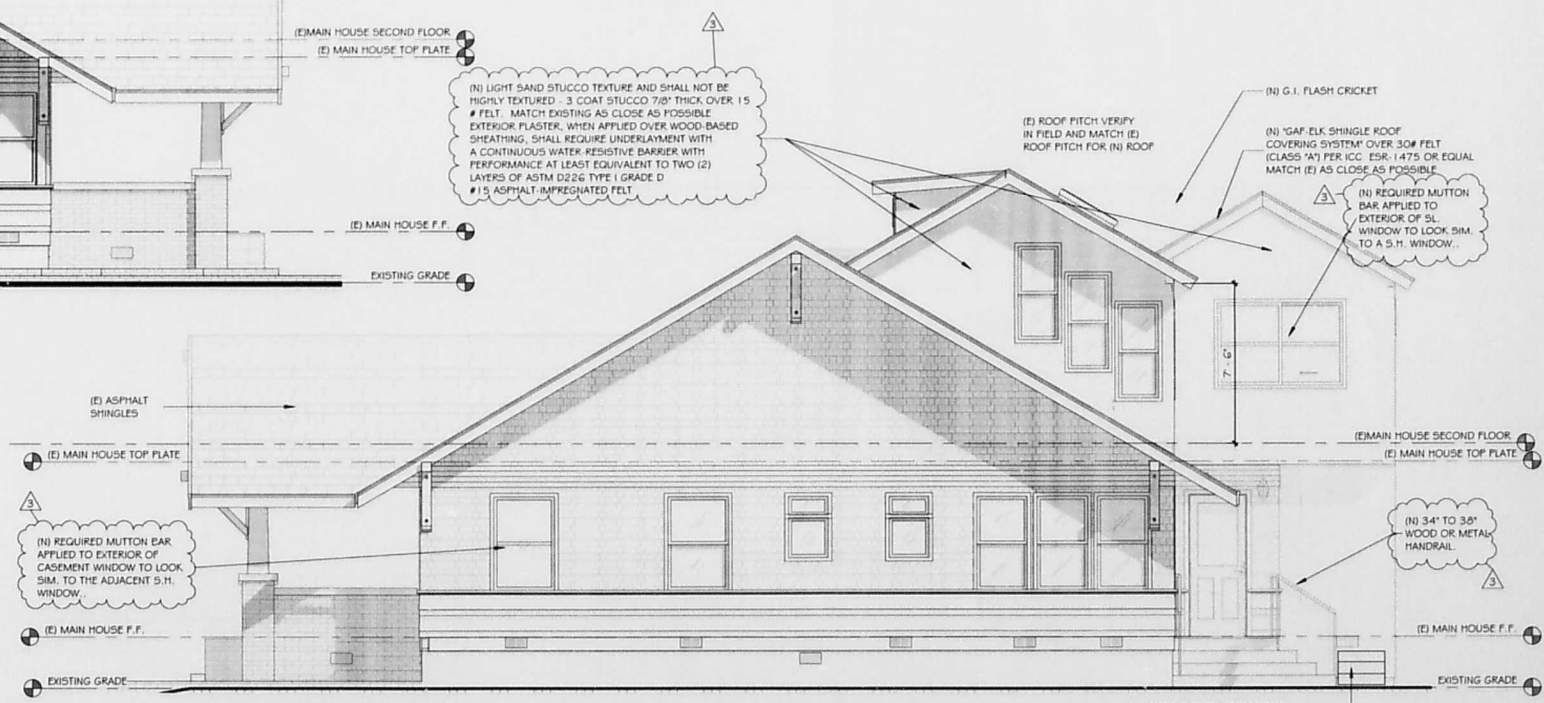 (E)MAIN HOUSE SECOND FLOOR
(E) MAIN HOUSE TOP PLATE
(E) MAIN HOUSE F.F.
EXISTING GRADE
3
(N) LIGHT SAND STUCCO TEXTURE AND SHALL NOT BE
HIGHLY TEXTURED - 3 COAT STUCCO 7/8" THICK OVER 15
# FELT. MATCH EXISTING AS CLOSE AS POSSIBLE
EXTERIOR PLASTER, WHEN APPLIED OVER WOOD-BASED
SHEATHING, SHALL REQUIRE UNDERLAYMENT WITH
A CONTINUOUS WATER-RESISTIVE BARRIER WITH
PERFORMANCE AT LEAST EQUIVALENT TO TWO (2)
LAYERS OF ASTM D226 TYPE I GRADE D
#15 ASPHALT-IMPREGNATED FELT
(E) ROOF PITCH VERIFY
IN FIELD AND MATCH (E)
ROOF PITCH FOR (N) ROOF
(N) G.I. FLASH CRICKET
(N) "GAF-ELK SHINGLE ROOF
COVERING SYSTEM" OVER 30# FELT
(CLASS "A") PER ICC ESR-1475 OR EQUAL
MATCH (E) AS CLOSE AS POSSIBLE
3
(N) REQUIRED MUTTON
BAR APPLIED TO
EXTERIOR OF SL.
WINDOW TO LOOK SIM.
TO A S.H. WINDOW..
7'-6"
(E) ASPHALT
SHINGLES
(E) MAIN HOUSE TOP PLATE
3
(N) REQUIRED MUTTON BAR
APPLIED TO EXTERIOR OF
CASEMENT WINDOW TO LOOK
SIM. TO THE ADJACENT S.H.
WINDOW..
(E) MAIN HOUSE F.F.
EXISTING GRADE
(E)MAIN HOUSE SECOND FLOOR
(E) MAIN HOUSE TOP PLATE
(N) 34" TO 38"
WOOD OR METAL
HANDRAIL.
3
(E) MAIN HOUSE F.F.
EXISTING GRADE